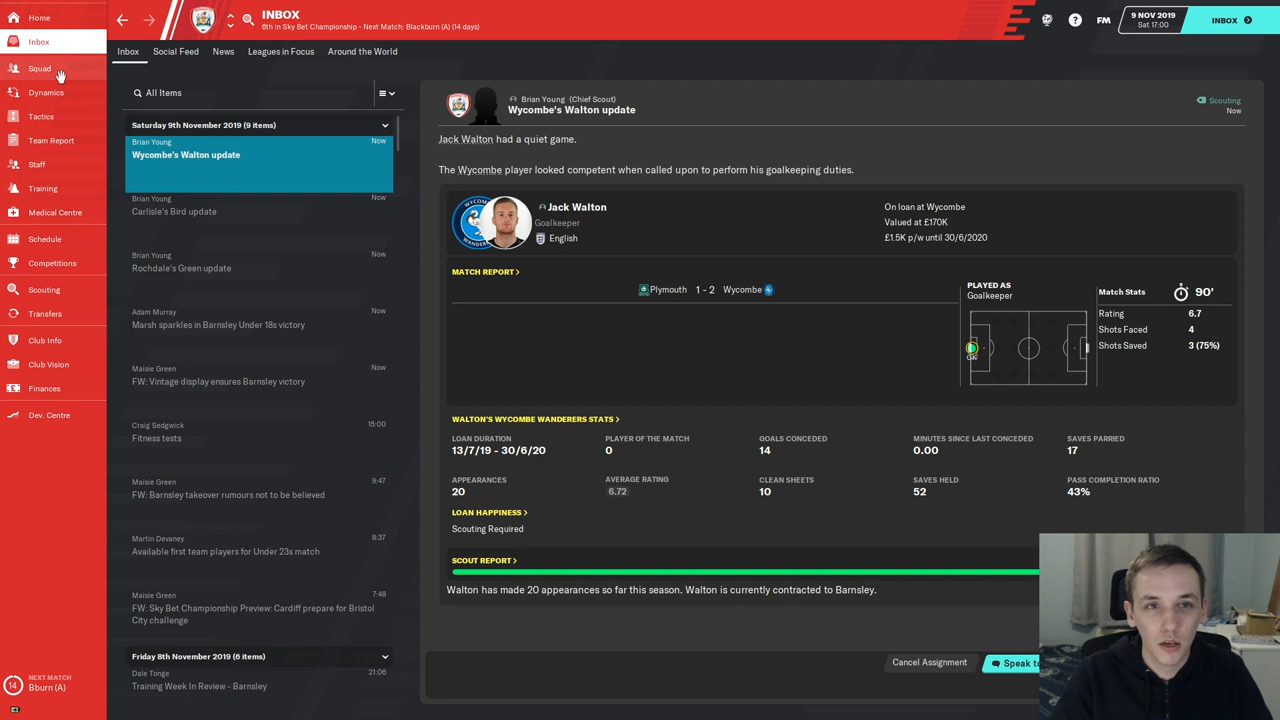 Home
Inbox
Squad
Dynamics
Tactics
Team Report
Staff
Training
Medical Centre
Schedule
Competitions
Scouting
Transfers
Club Info
Club Vision
Finances
Dev. Centre
14
NEXT MATCH
Bburn (A)
INBOX
6th in Sky Bet Championship - Next Match: Blackburn (A) (14 days)
?
FM
9 NOV 2019
Sat 17:00
INBOX
Inbox
Social Feed
News
Leagues in Focus
Around the World
All Items
Saturday 9th November 2019 (9 items)
Brian Young
Now
Wycombe's Walton update
Brian Young
Now
Carlisle's Bird update
Brian Young
Now
Rochdale's Green update
Adam Murray
Now
Marsh sparkles in Barnsley Under 18s victory
Maisie Green
Now
FW: Vintage display ensures Barnsley victory
Craig Sedgwick
15:00
Fitness tests
Maisie Green
9:47
FW: Barnsley takeover rumours not to be believed
Martin Devaney
8:37
Available first team players for Under 23s match
Maisie Green
7:48
FW: Sky Bet Championship Preview: Cardiff prepare for Bristol
City challenge
Friday 8th November 2019 (6 items)
Dale Tonge
21:06
Training Week In Review - Barnsley
Brian Young (Chief Scout)
Wycombe's Walton update
Scouting
Now
Jack Walton had a quiet game.
The Wycombe player looked competent when called upon to perform his goalkeeping duties.
Jack Walton
Goalkeeper
English
On loan at Wycombe
Valued at £170K
£1.5K p/w until 30/6/2020
MATCH REPORT >
Plymouth 1 - 2 Wycombe
PLAYED AS
Goalkeeper
GK
Match Stats 90'
Rating 6.7
Shots Faced 4
Shots Saved 3 (75%)
WALTON'S WYCOMBE WANDERERS STATS >
LOAN DURATION
13/7/19 - 30/6/20
PLAYER OF THE MATCH
0
GOALS CONCEDED
14
MINUTES SINCE LAST CONCEDED
0.00
SAVES PARRIED
17
APPEARANCES
20
AVERAGE RATING
6.72
CLEAN SHEETS
10
SAVES HELD
52
PASS COMPLETION RATIO
43%
LOAN HAPPINESS >
Scouting Required
SCOUT REPORT >
Walton has made 20 appearances so far this season. Walton is currently contracted to Barnsley.
Cancel Assignment
Speak to